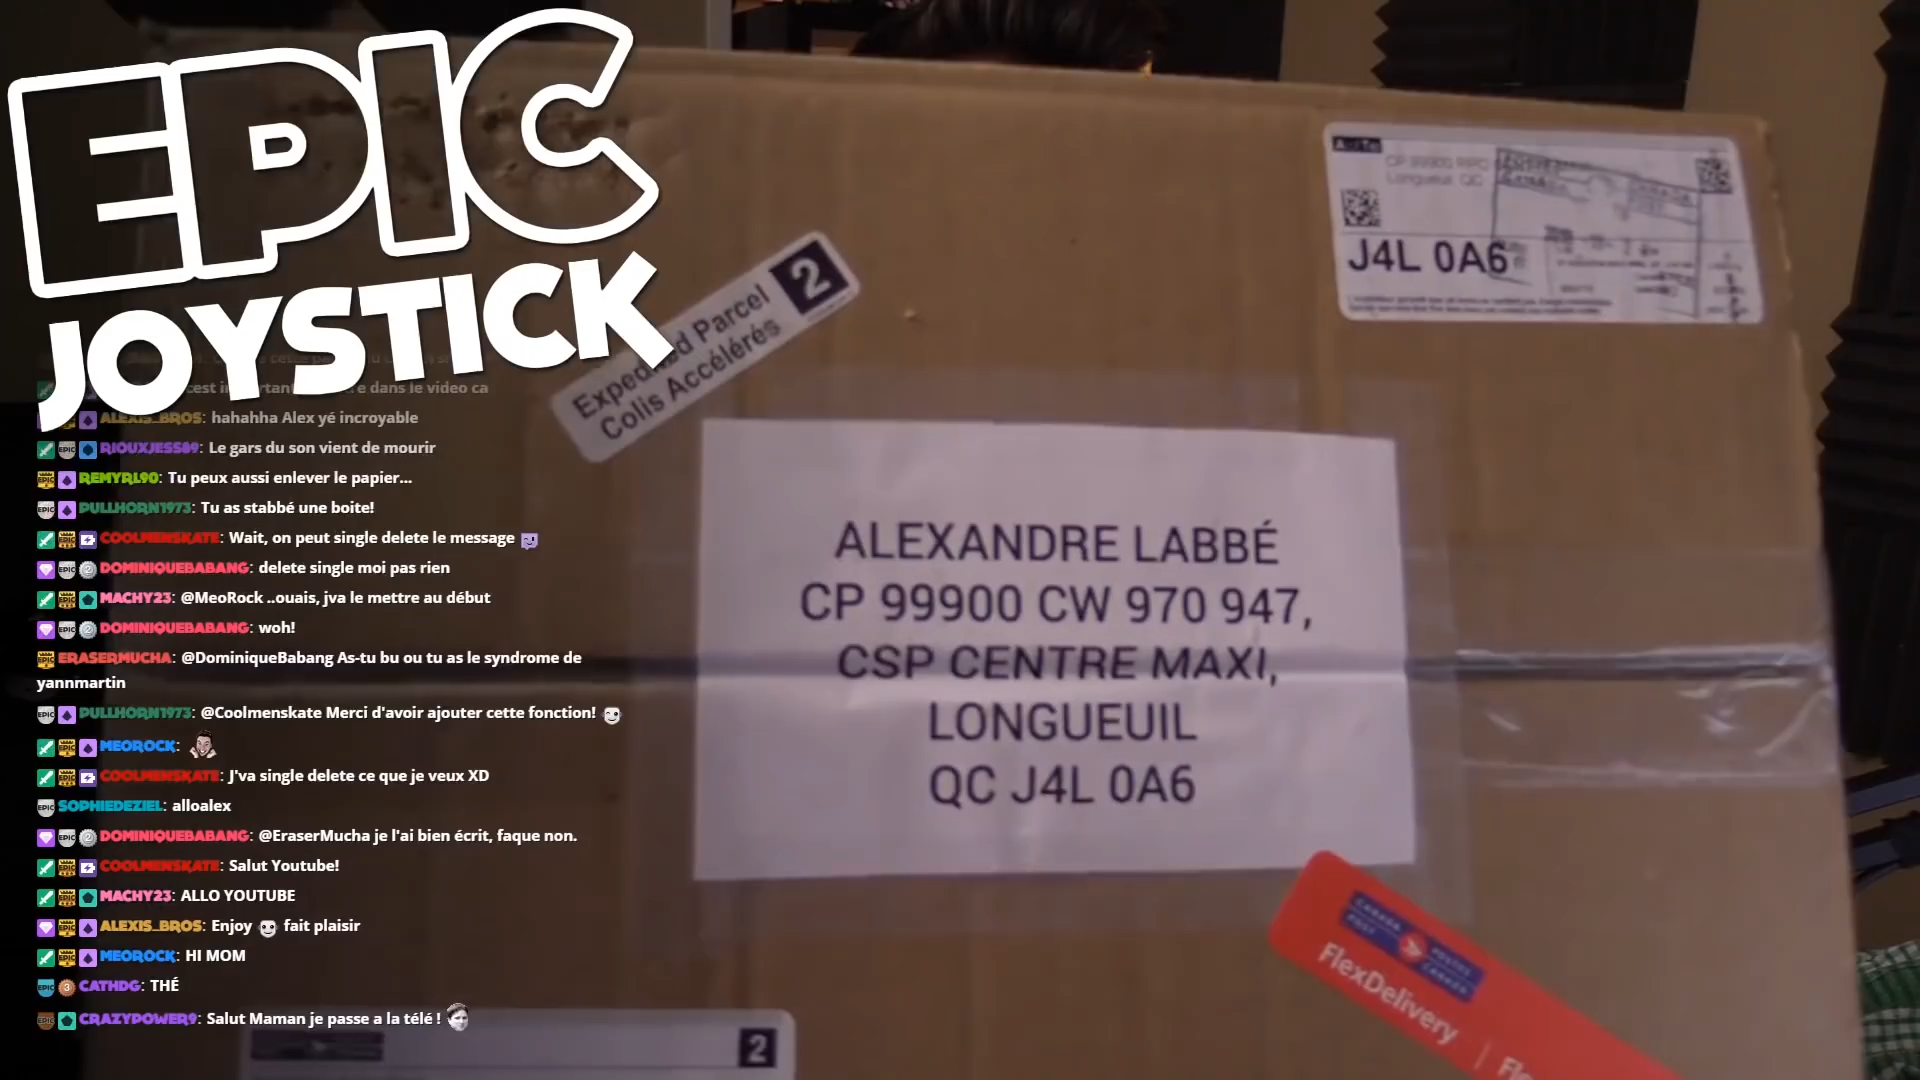 EPIC
JOYSTICK
ALEXIS_BROS: hahahha Alex yé incroyable
RIOUXJESS89: Le gars du son vient de mourir
REMYRL90: Tu peux aussi enlever le papier...
PULLHORN1973: Tu as stabbé une boite!
COOLMENSKATE: Wait, on peut single delete le message
DOMINIQUEBABANG: delete single moi pas rien
MACHY23: @MeoRock ..ouais, jva le mettre au début
DOMINIQUEBABANG: woh!
ERASERMUCHA: @DominiqueBabang As-tu bu ou tu as le syndrome de
yannmartin
PULLHORN1973: @Coolmenskate Merci d'avoir ajouter cette fonction!
MEOROCK:
COOLMENSKATE: J'va single delete ce que je veux XD
SOPHIEDEZIEL: alloalex
DOMINIQUEBABANG: @EraserMucha je l'ai bien écrit, faque non.
COOLMENSKATE: Salut Youtube!
MACHY23: ALLO YOUTUBE
ALEXIS_BROS: Enjoy fait plaisir
MEOROCK: HI MOM
CATHDG: THÉ
CRAZYPOWER9: Salut Maman je passe a la télé !
Expedited Parcel
Colis Accélérés
2
Longueuil QC
J4L 0A6
ALEXANDRE LABBÉ
CP 99900 CW 970 947,
CSP CENTRE MAXI,
LONGUEUIL
QC J4L 0A6
CANADA POST
POSTES CANADA
FlexDelivery
2